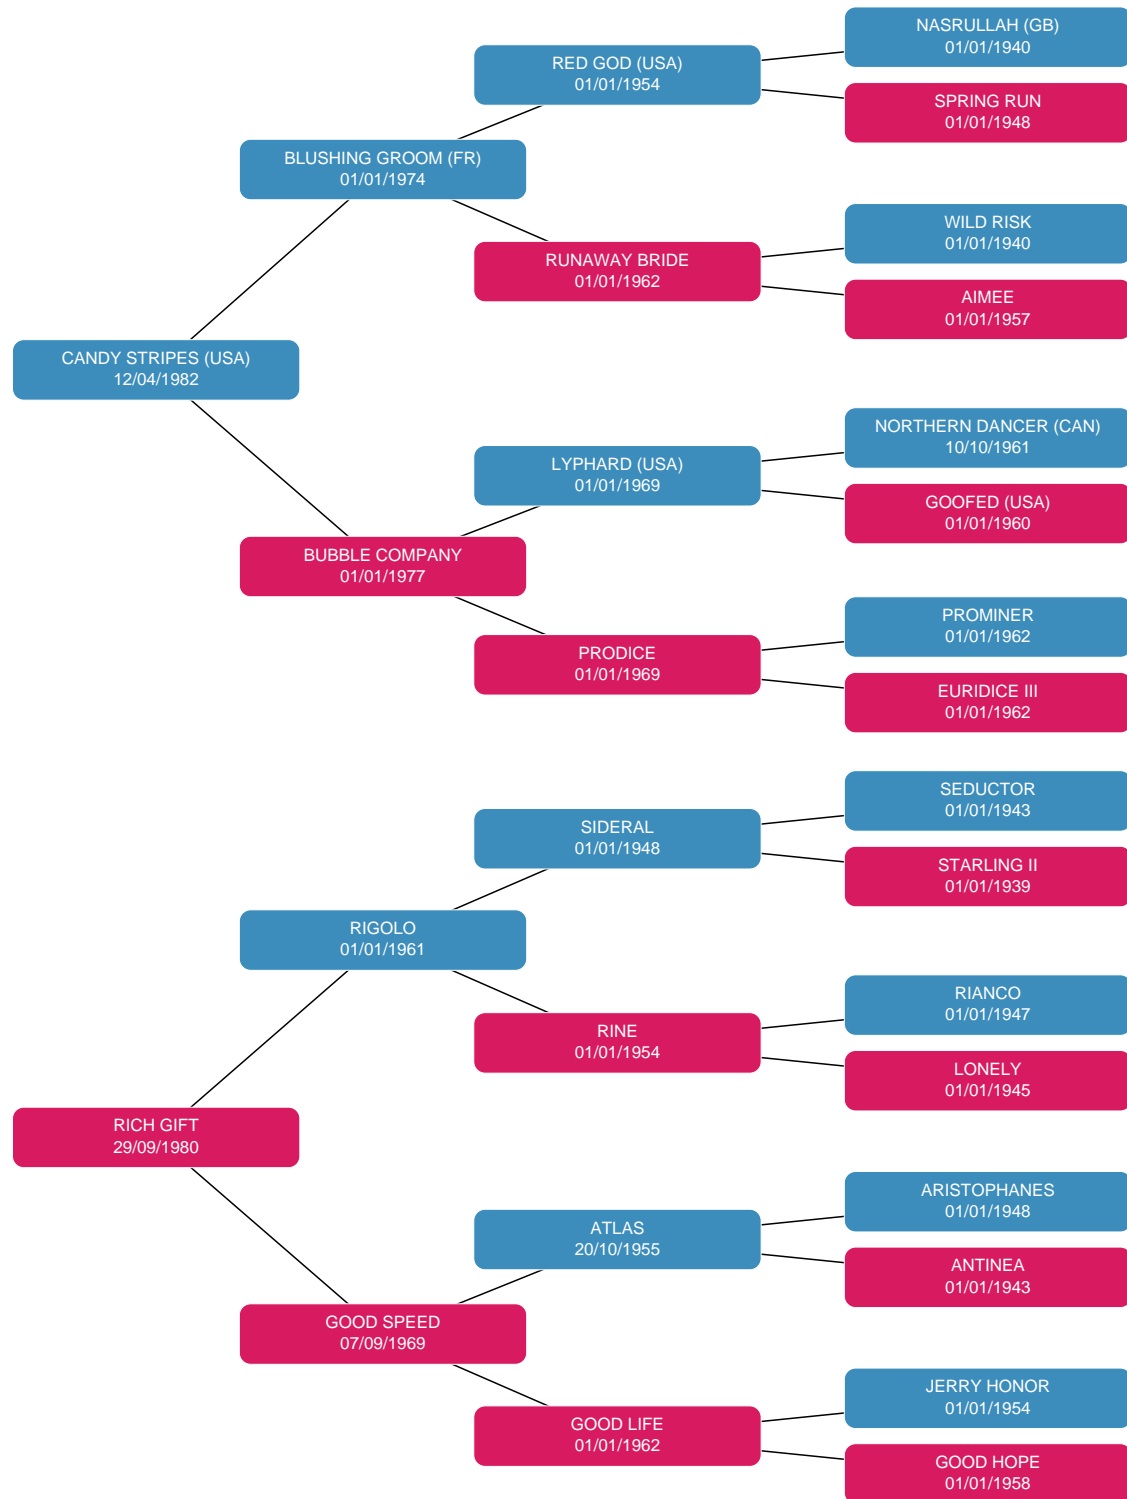 NASRULLAH (GB)
01/01/1940
RED GOD (USA)
01/01/1954
SPRING RUN
01/01/1948
BLUSHING GROOM (FR)
01/01/1974
WILD RISK
01/01/1940
RUNAWAY BRIDE
01/01/1962
AIMEE
01/01/1957
CANDY STRIPES (USA)
12/04/1982
NORTHERN DANCER (CAN)
10/10/1961
LYPHARD (USA)
01/01/1969
GOOFED (USA)
01/01/1960
BUBBLE COMPANY
01/01/1977
PROMINER
01/01/1962
PRODICE
01/01/1969
EURIDICE III
01/01/1962
SEDUCTOR
01/01/1943
SIDERAL
01/01/1948
STARLING II
01/01/1939
RIGOLO
01/01/1961
RIANCO
01/01/1947
RINE
01/01/1954
LONELY
01/01/1945
RICH GIFT
29/09/1980
ARISTOPHANES
01/01/1948
ATLAS
20/10/1955
ANTINEA
01/01/1943
GOOD SPEED
07/09/1969
JERRY HONOR
01/01/1954
GOOD LIFE
01/01/1962
GOOD HOPE
01/01/1958